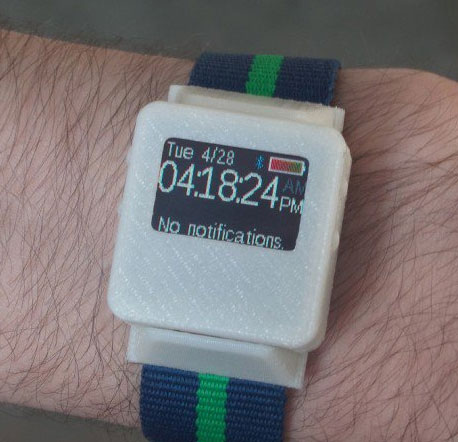 Tue 4/28
04:18:24 AM
PM
No notifications.